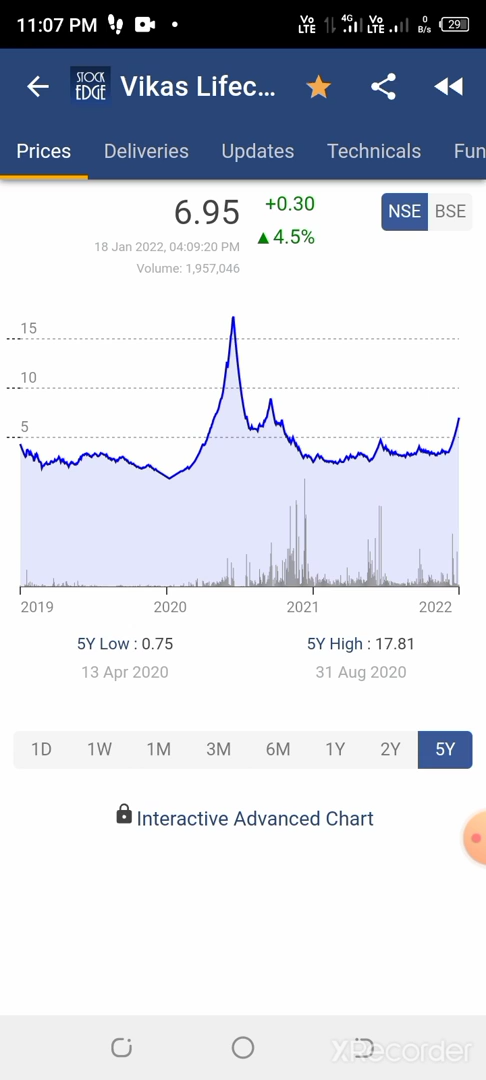 11:07 PM
Vo LTE 4G Vo LTE 0 B/s 29
STOCK EDGE Vikas Lifec...
Prices Deliveries Updates Technicals Fun
6.95 +0.30
▲4.5%
NSE BSE
18 Jan 2022, 04:09:20 PM
Volume: 1,957,046
15
10
5
2019 2020 2021 2022
5Y Low : 0.75 5Y High : 17.81
13 Apr 2020 31 Aug 2020
1D 1W 1M 3M 6M 1Y 2Y 5Y
Interactive Advanced Chart
XRecorder